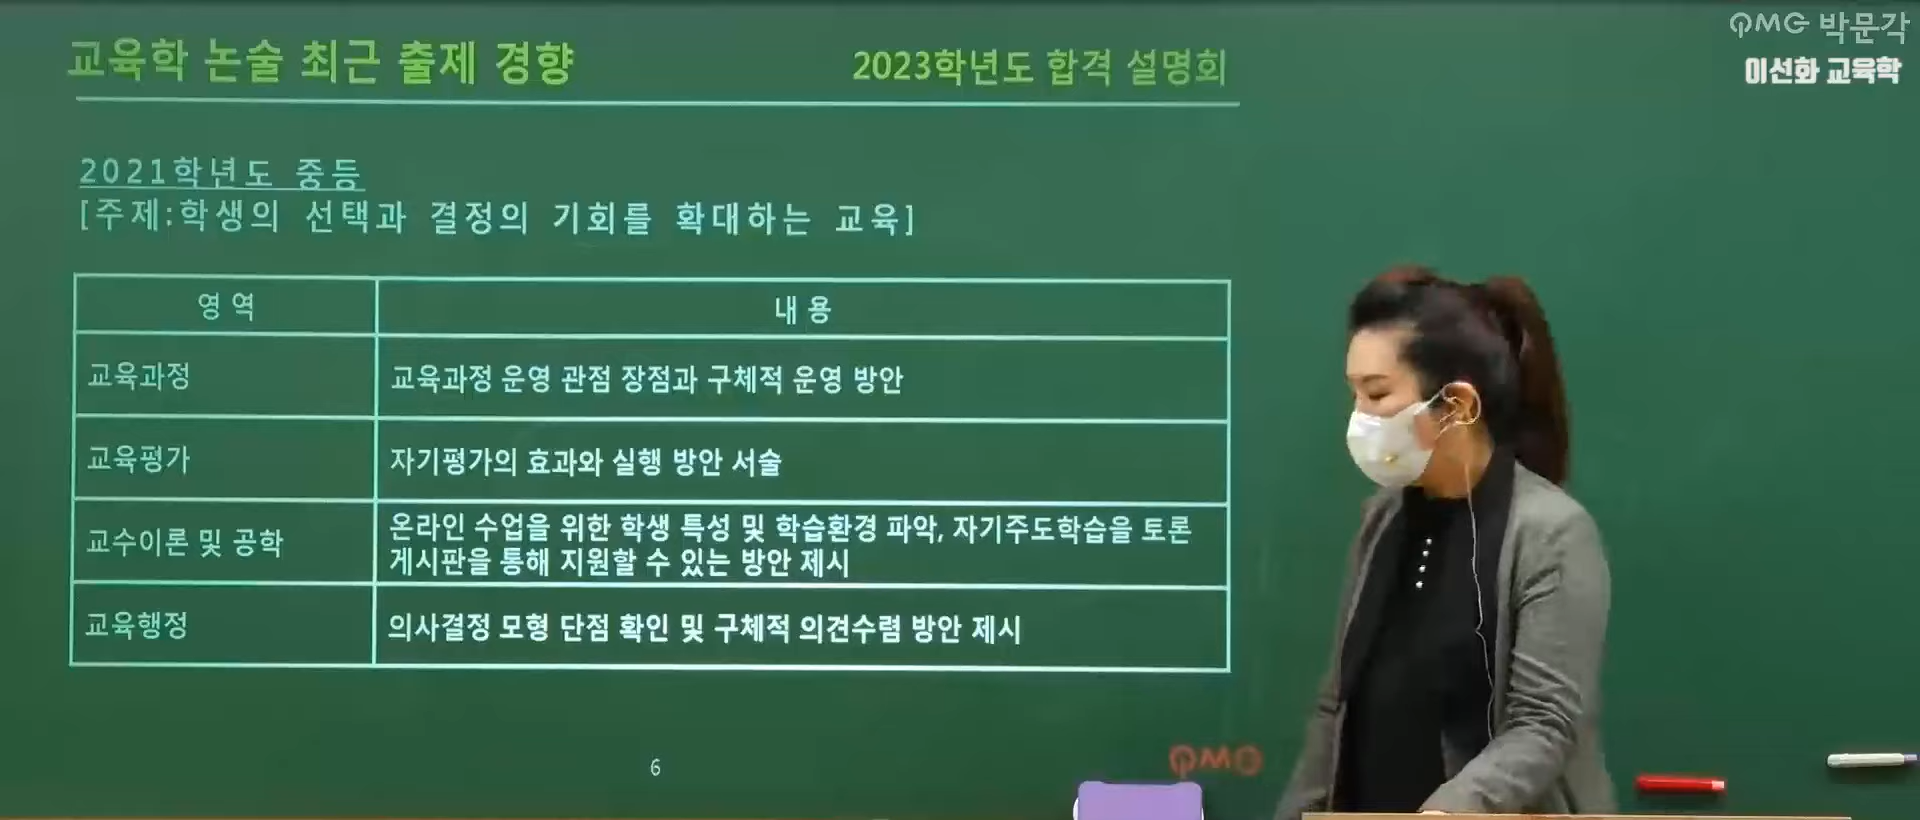 교육학 논술 최근 출제 경향
2023학년도 합격 설명회
PMG 박문각
이선화 교육학
2021학년도 중등
[주제:학생의 선택과 결정의 기회를 확대하는 교육]
영 역
내 용
교육과정
교육과정 운영 관점 장점과 구체적 운영 방안
교육평가
자기평가의 효과와 실행 방안 서술
교수이론 및 공학
온라인 수업을 위한 학생 특성 및 학습환경 파악, 자기주도학습을 토론
게시판을 통해 지원할 수 있는 방안 제시
교육행정
의사결정 모형 단점 확인 및 구체적 의견수렴 방안 제시
6
PMG